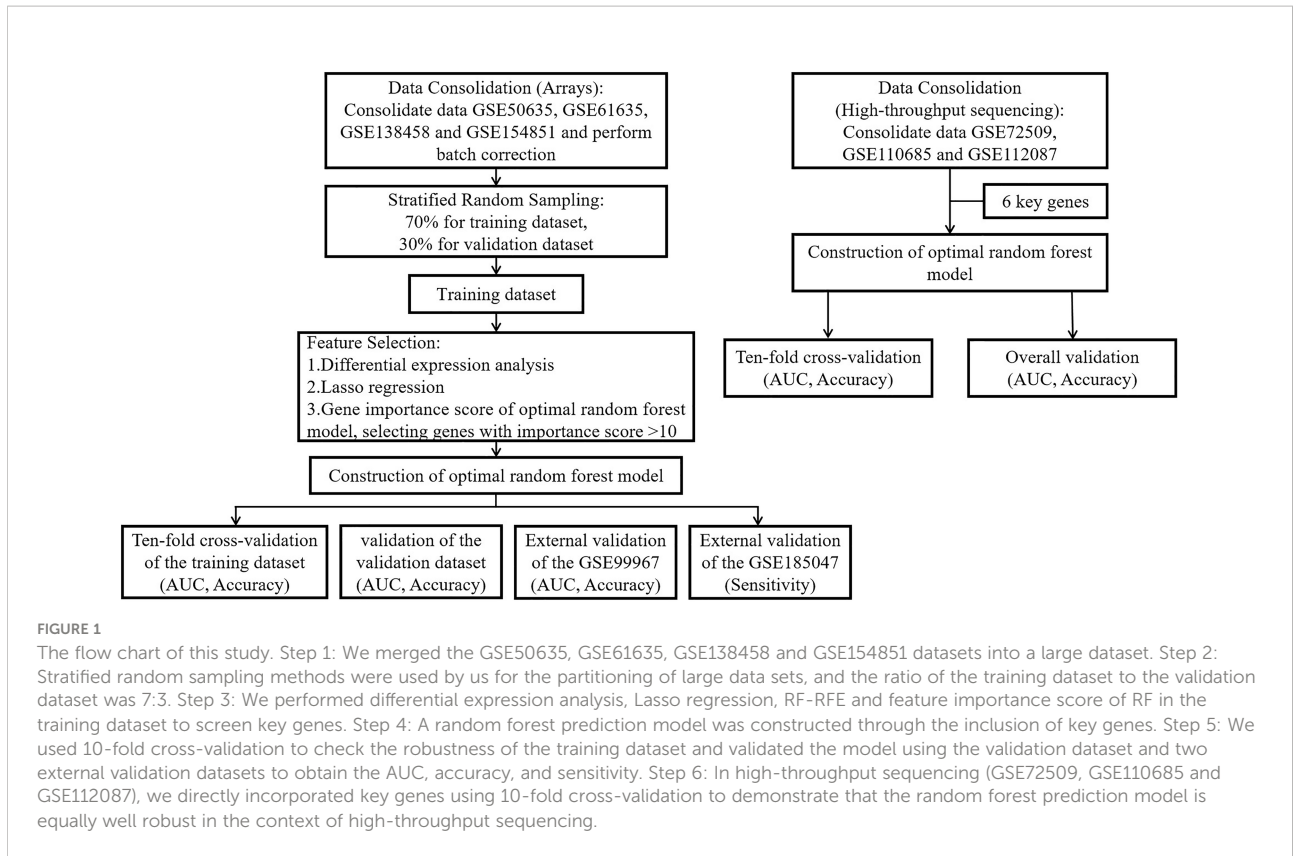 Data Consolidation (Arrays):
Consolidate data GSE50635, GSE61635,
GSE138458 and GSE154851 and perform
batch correction
Stratified Random Sampling:
70% for training dataset,
30% for validation dataset
Training dataset
Feature Selection:
1.Differential expression analysis
2.Lasso regression
3.Gene importance score of optimal random forest
model, selecting genes with importance score >10
Construction of optimal random forest model
Ten-fold cross-validation
of the training dataset
(AUC, Accuracy)
validation of the
validation dataset
(AUC, Accuracy)
External validation
of the GSE99967
(AUC, Accuracy)
External validation
of the GSE185047
(Sensitivity)
Data Consolidation
(High-throughput sequencing):
Consolidate data GSE72509,
GSE110685 and GSE112087
6 key genes
Construction of optimal random forest
model
Ten-fold cross-validation
(AUC, Accuracy)
Overall validation
(AUC, Accuracy)
FIGURE 1
The flow chart of this study. Step 1: We merged the GSE50635, GSE61635, GSE138458 and GSE154851 datasets into a large dataset. Step 2:
Stratified random sampling methods were used by us for the partitioning of large data sets, and the ratio of the training dataset to the validation
dataset was 7:3. Step 3: We performed differential expression analysis, Lasso regression, RF-RFE and feature importance score of RF in the
training dataset to screen key genes. Step 4: A random forest prediction model was constructed through the inclusion of key genes. Step 5: We
used 10-fold cross-validation to check the robustness of the training dataset and validated the model using the validation dataset and two
external validation datasets to obtain the AUC, accuracy, and sensitivity. Step 6: In high-throughput sequencing (GSE72509, GSE110685 and
GSE112087), we directly incorporated key genes using 10-fold cross-validation to demonstrate that the random forest prediction model is
equally well robust in the context of high-throughput sequencing.